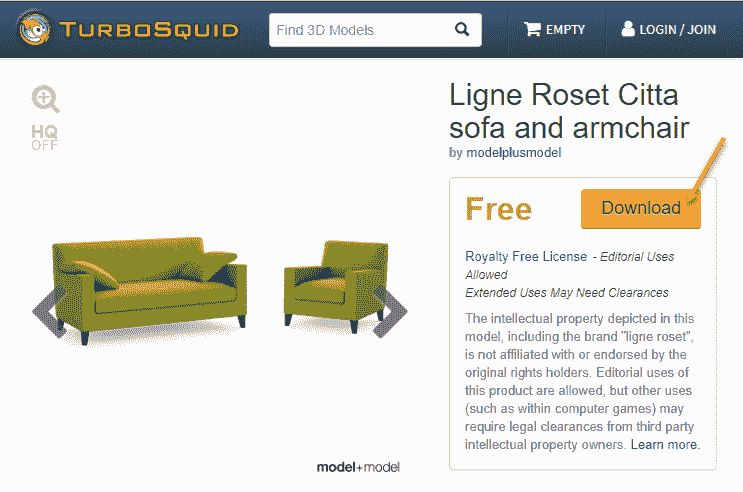 TurboSquid
Find 3D Models
EMPTY
LOGIN / JOIN
HQ
OFF
Ligne Roset Citta
sofa and armchair
by modelplusmodel
Free
Download
Royalty Free License - Editorial Uses
Allowed
Extended Uses May Need Clearances
The intellectual property depicted in this
model, including the brand "ligne roset",
is not affiliated with or endorsed by the
original rights holders. Editorial uses of
this product are allowed, but other uses
(such as within computer games) may
require legal clearances from third party
intellectual property owners. Learn more.
model+model